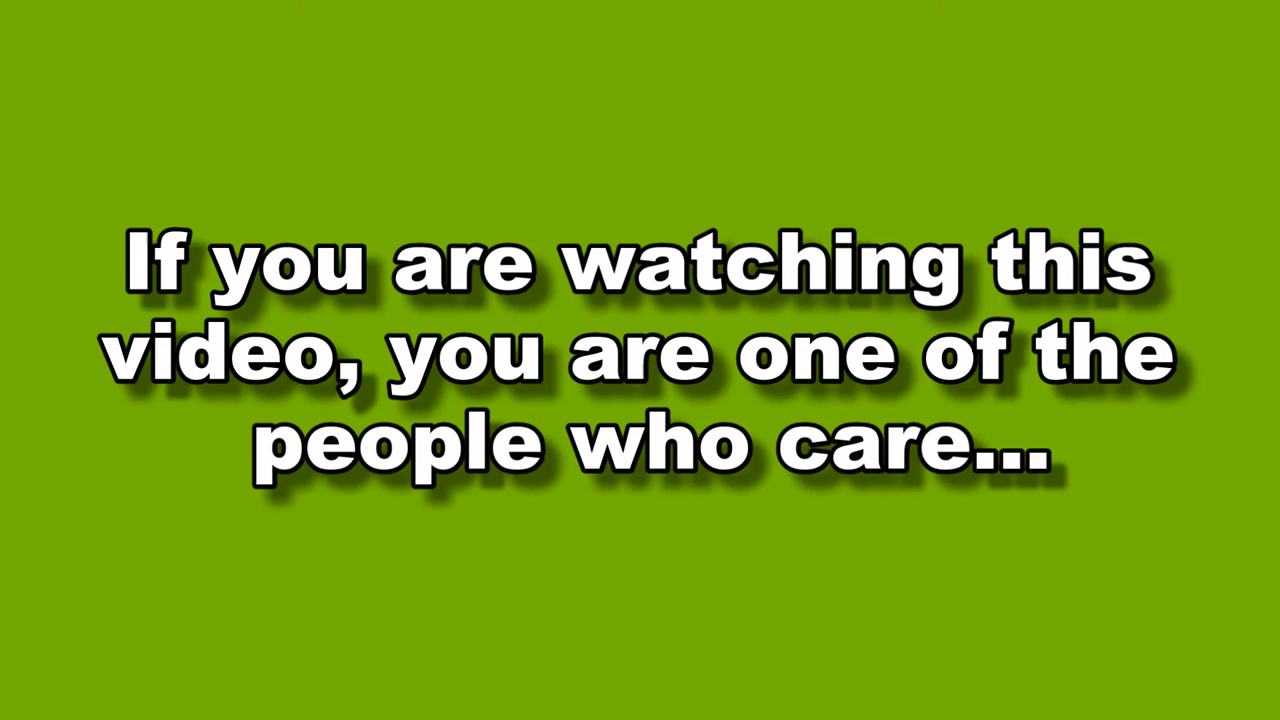 If you are watching this
video, you are one of the
people who care...